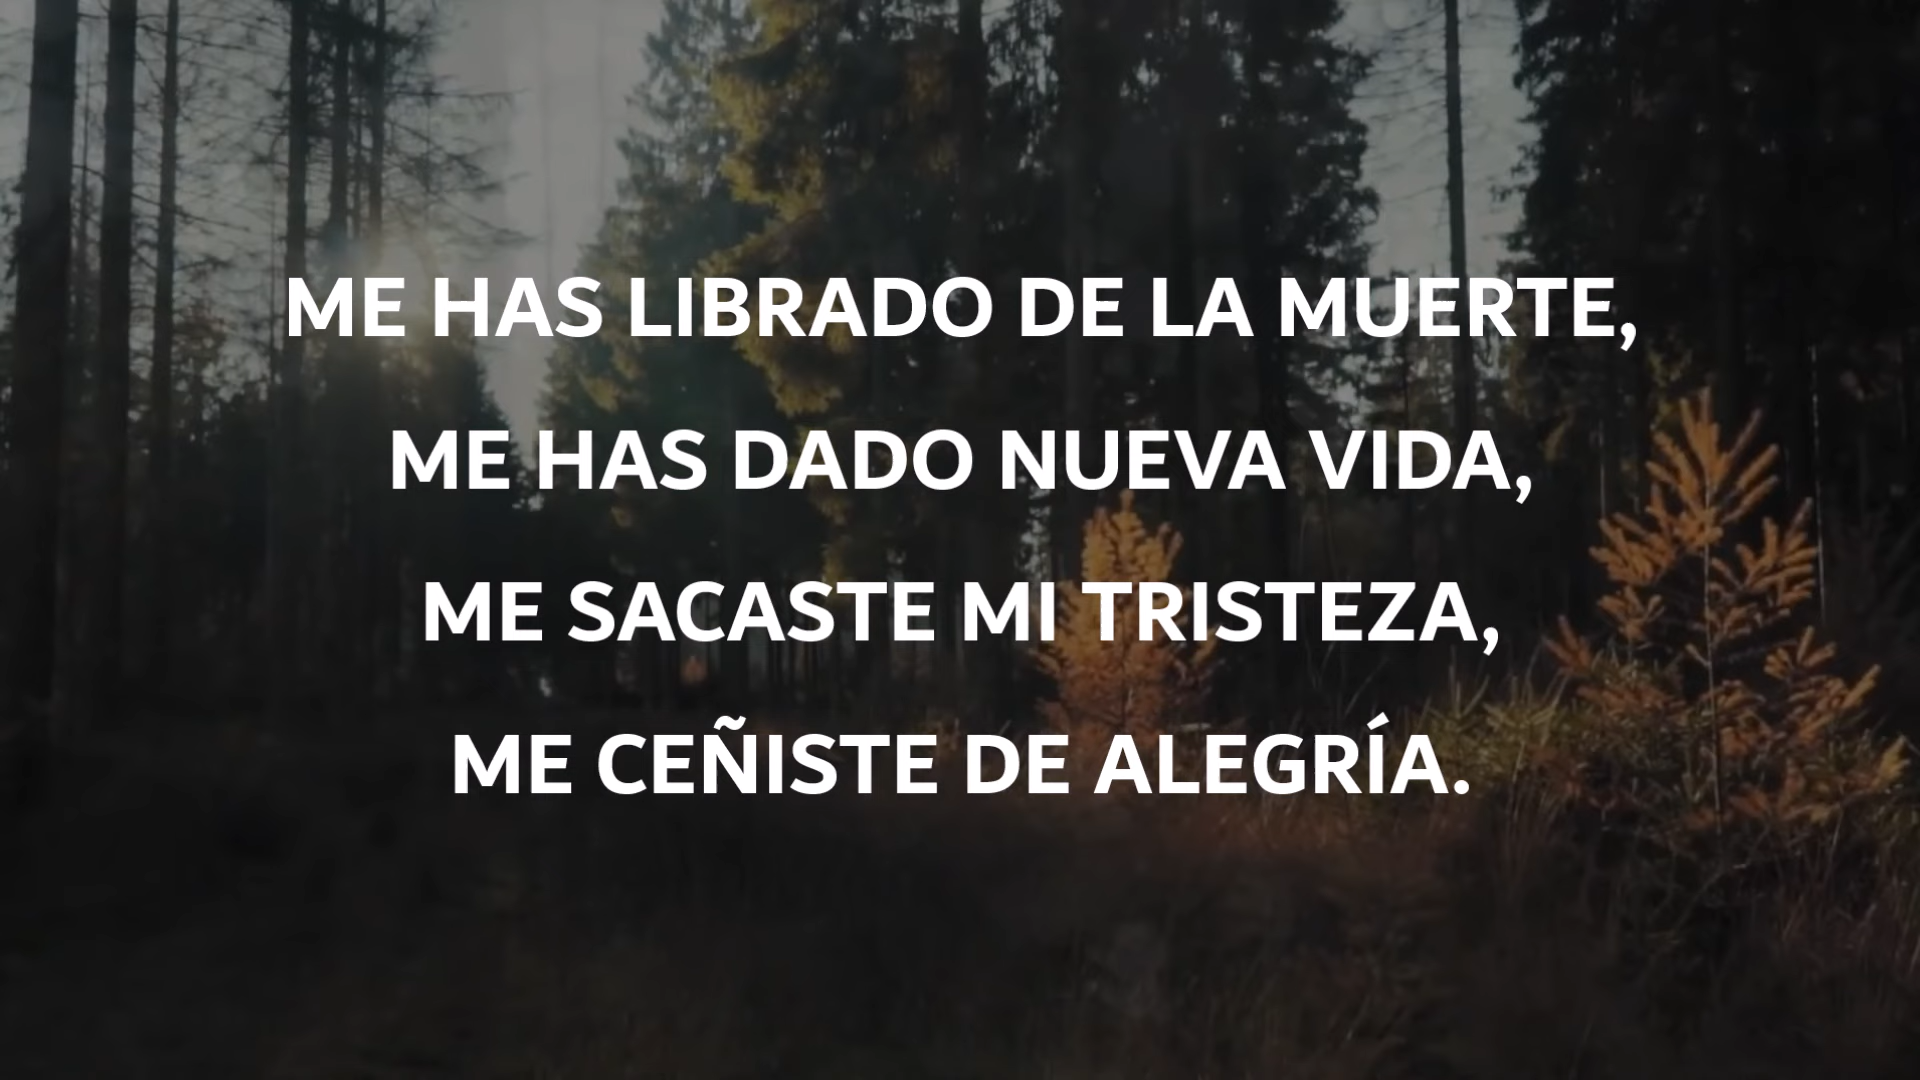 ME HAS LIBRADO DE LA MUERTE,
ME HAS DADO NUEVA VIDA,
ME SACASTE MI TRISTEZA,
ME CEÑISTE DE ALEGRÍA.